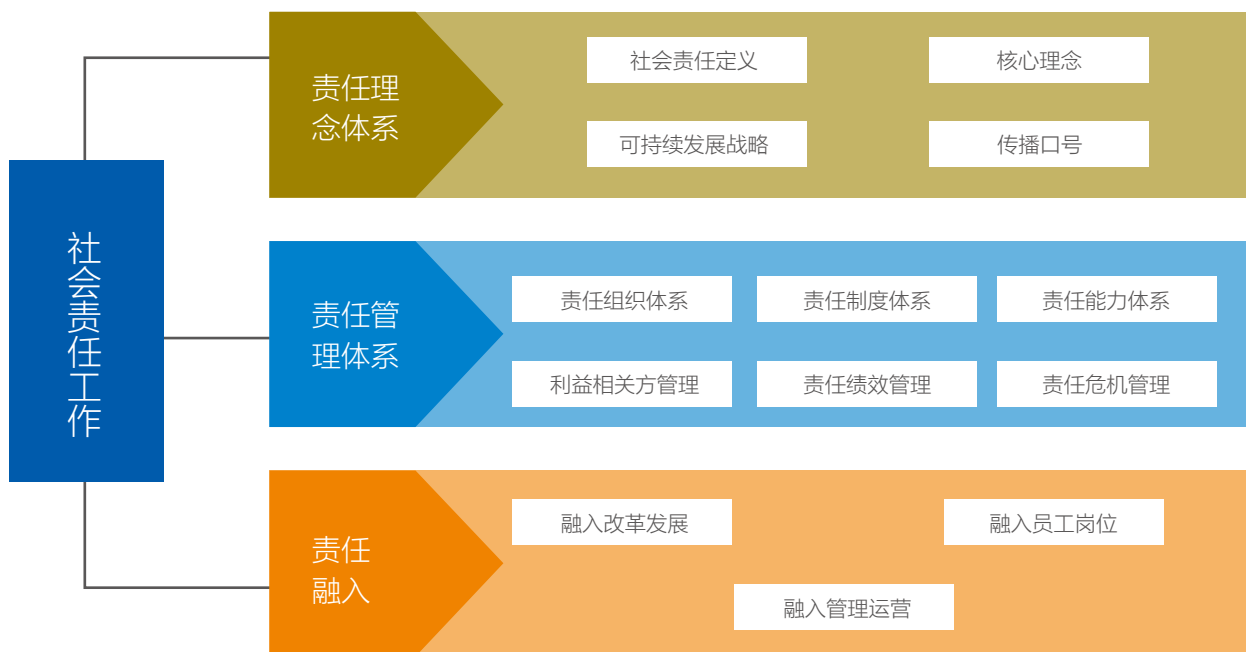 社会责任工作
责任理
念体系
社会责任定义
核心理念
可持续发展战略
传播口号
责任管
理体系
责任组织体系
责任制度体系
责任能力体系
利益相关方管理
责任绩效管理
责任危机管理
责任
融入
融入改革发展
融入员工岗位
融入管理运营